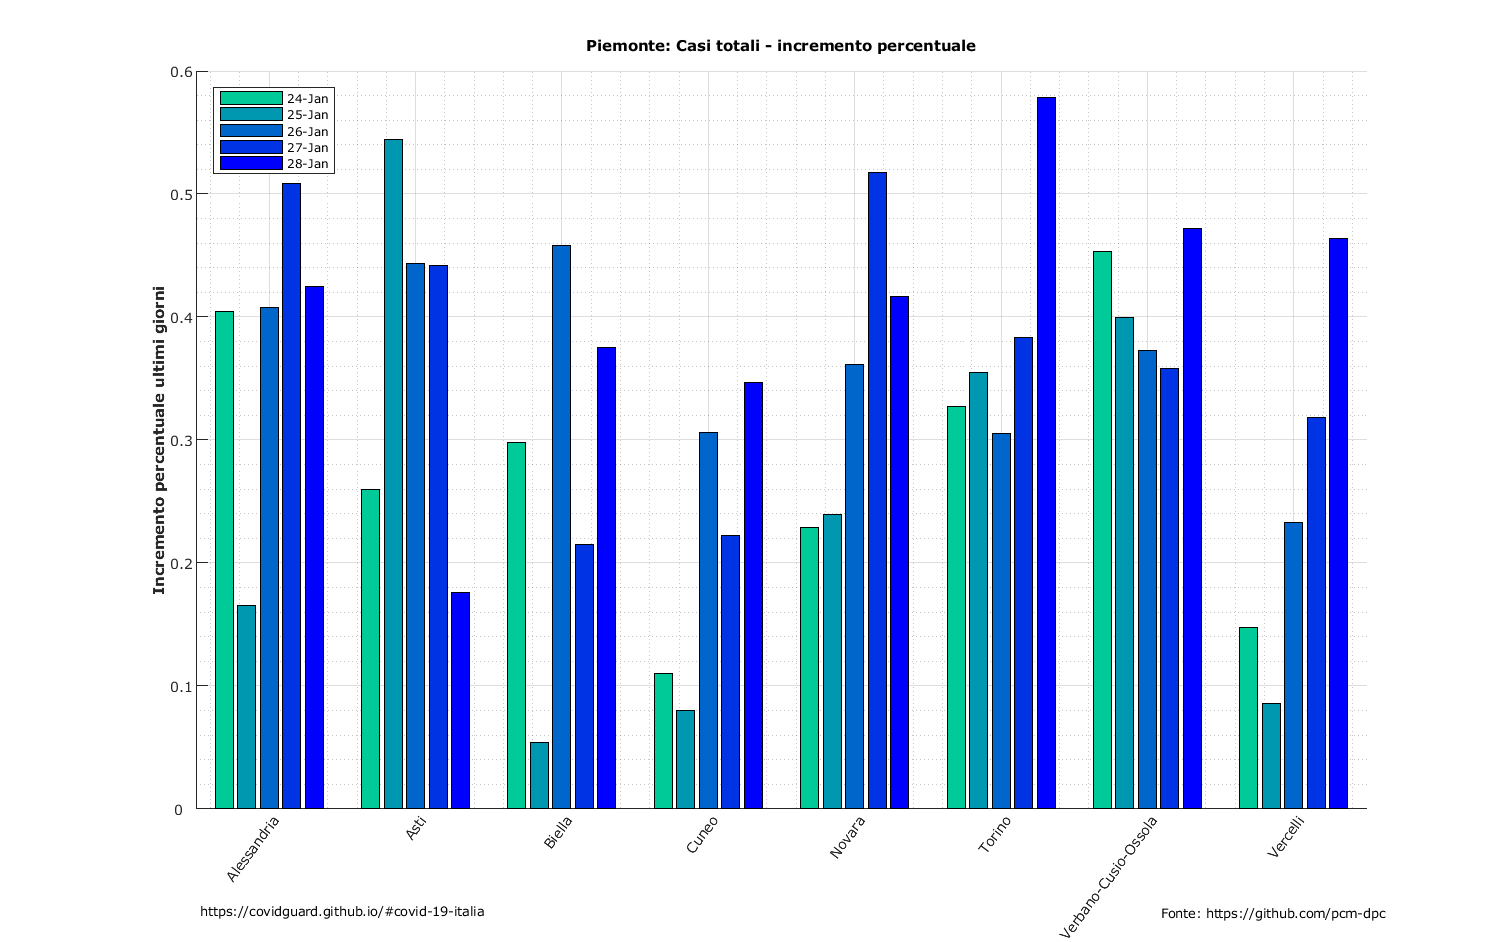 Piemonte: Casi totali - incremento percentuale
0.6
0.5
0.4
0.3
0.2
0.1
0
Incremento percentuale ultimi giorni
24-Jan
25-Jan
26-Jan
27-Jan
28-Jan
Alessandria
Asti
Biella
Cuneo
Novara
Torino
Verbano-Cusio-Ossola
Vercelli
https://covidguard.github.io/#covid-19-italia
Fonte: https://github.com/pcm-dpc